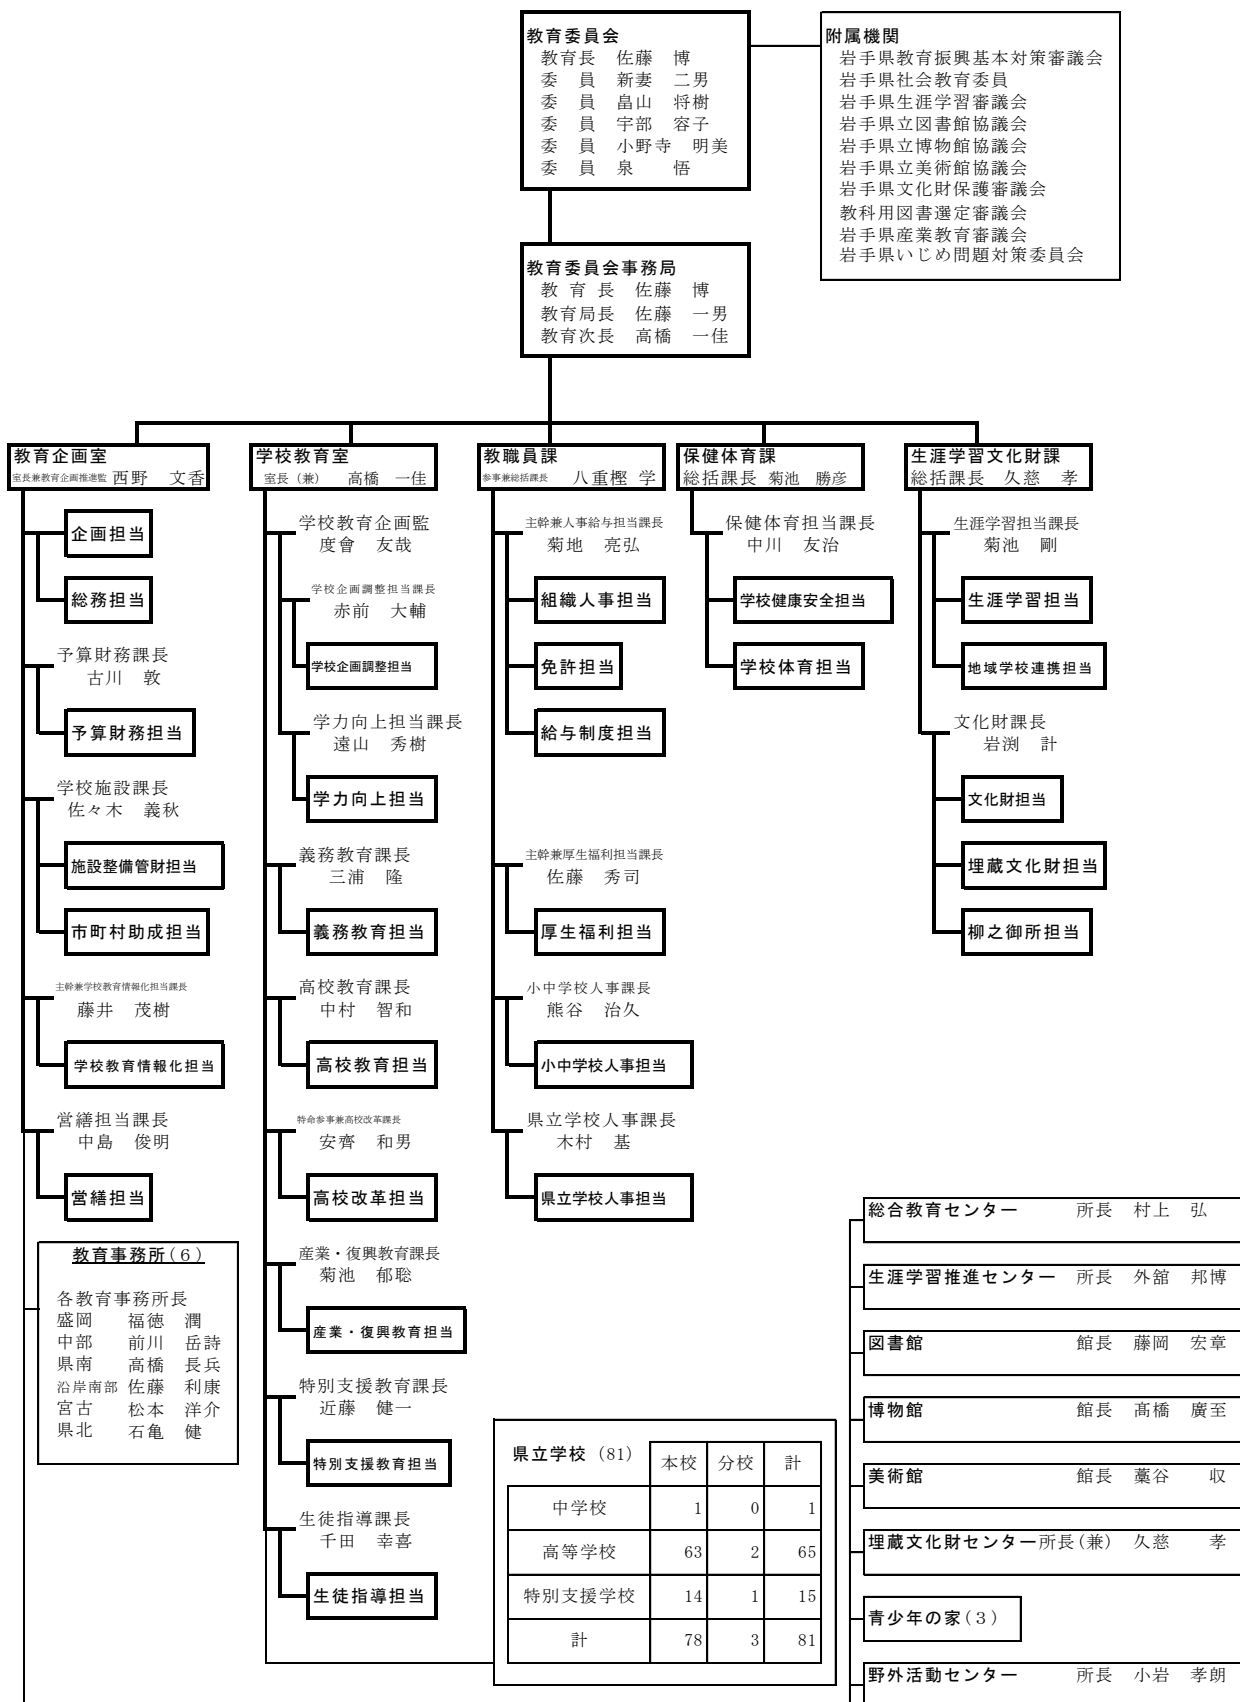 教育委員会
教育長　佐藤　博
委　員　新妻　二男
委　員　畠山　将樹
委　員　宇部　容子
委　員　小野寺　明美
委　員　泉　　悟
附属機関
岩手県教育振興基本対策審議会
岩手県社会教育委員
岩手県生涯学習審議会
岩手県立図書館協議会
岩手県立博物館協議会
岩手県立美術館協議会
岩手県文化財保護審議会
教科用図書選定審議会
岩手県産業教育審議会
岩手県いじめ問題対策委員会
教育委員会事務局
教 育 長　佐藤　博
教育局長　佐藤　一男
教育次長　高橋　一佳
教育企画室
室長兼教育企画推進監 西野　文香
企画担当
総務担当
予算財務課長
古川　敦
予算財務担当
学校施設課長
佐々木　義秋
施設整備管財担当
市町村助成担当
主幹兼学校教育情報化担当課長
藤井　茂樹
学校教育情報化担当
営繕担当課長
中島　俊明
営繕担当
教育事務所(6)
各教育事務所長
盛岡　福徳　潤
中部　前川　岳詩
県南　高橋　長兵
沿岸南部 佐藤　利康
宮古　松本　洋介
県北　石亀　健
学校教育室
室長（兼）　高橋　一佳
学校教育企画監
度會　友哉
学校企画調整担当課長
赤前　大輔
学校企画調整担当
学力向上担当課長
遠山　秀樹
学力向上担当
義務教育課長
三浦　隆
義務教育担当
高校教育課長
中村　智和
高校教育担当
特命参事兼高校改革課長
安齊　和男
高校改革担当
産業・復興教育課長
菊池　郁聡
産業・復興教育担当
特別支援教育課長
近藤　健一
特別支援教育担当
生徒指導課長
千田　幸喜
生徒指導担当
教職員課
参事兼総括課長　八重樫 学
主幹兼人事給与担当課長
菊地　亮弘
組織人事担当
免許担当
給与制度担当
主幹兼厚生福利担当課長
佐藤　秀司
厚生福利担当
小中学校人事課長
熊谷　治久
小中学校人事担当
県立学校人事課長
木村　基
県立学校人事担当
保健体育課
総括課長　菊池　勝彦
保健体育担当課長
中川　友治
学校健康安全担当
学校体育担当
生涯学習文化財課
総括課長　久慈　孝
生涯学習担当課長
菊池　剛
生涯学習担当
地域学校連携担当
文化財課長
岩渕　計
文化財担当
埋蔵文化財担当
柳之御所担当
県立学校（81）　本校　分校　計
中学校　1　0　1
高等学校　63　2　65
特別支援学校　14　1　15
計　78　3　81
総合教育センター　所長　村上　弘
生涯学習推進センター　所長　外舘　邦博
図書館　館長　藤岡　宏章
博物館　館長　髙橋　廣至
美術館　館長　藁谷　収
埋蔵文化財センター 所長(兼)　久慈　孝
青少年の家(3)
野外活動センター　所長　小岩　孝朗